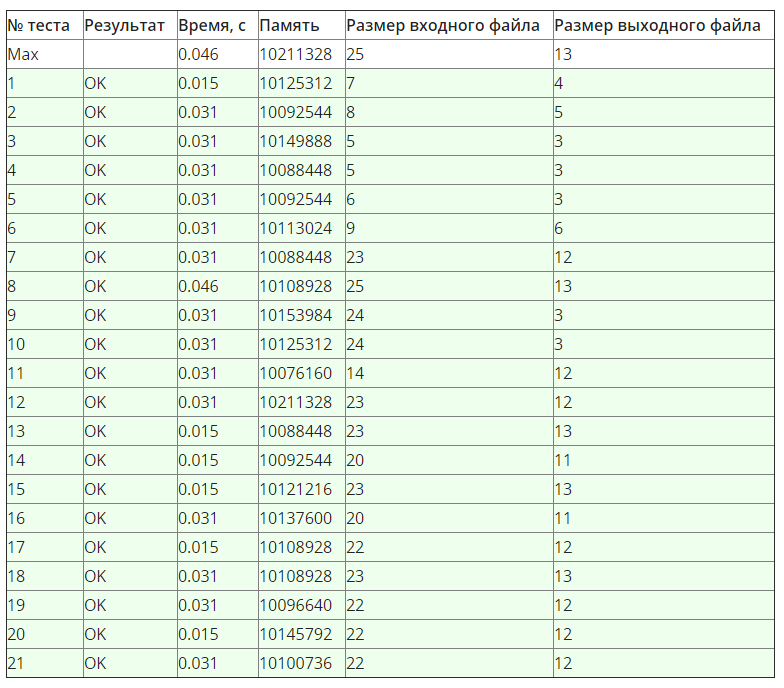 № теста Результат Время, с Память Размер входного файла Размер выходного файла
Max 0.046 10211328 25 13
1 OK 0.015 10125312 7 4
2 OK 0.031 10092544 8 5
3 OK 0.031 10149888 5 3
4 OK 0.031 10088448 5 3
5 OK 0.031 10092544 6 3
6 OK 0.031 10113024 9 6
7 OK 0.031 10088448 23 12
8 OK 0.046 10108928 25 13
9 OK 0.031 10153984 24 3
10 OK 0.031 10125312 24 3
11 OK 0.031 10076160 14 12
12 OK 0.031 10211328 23 12
13 OK 0.015 10088448 23 13
14 OK 0.015 10092544 20 11
15 OK 0.015 10121216 23 13
16 OK 0.031 10137600 20 11
17 OK 0.015 10108928 22 12
18 OK 0.031 10108928 23 13
19 OK 0.031 10096640 22 12
20 OK 0.015 10145792 22 12
21 OK 0.031 10100736 22 12